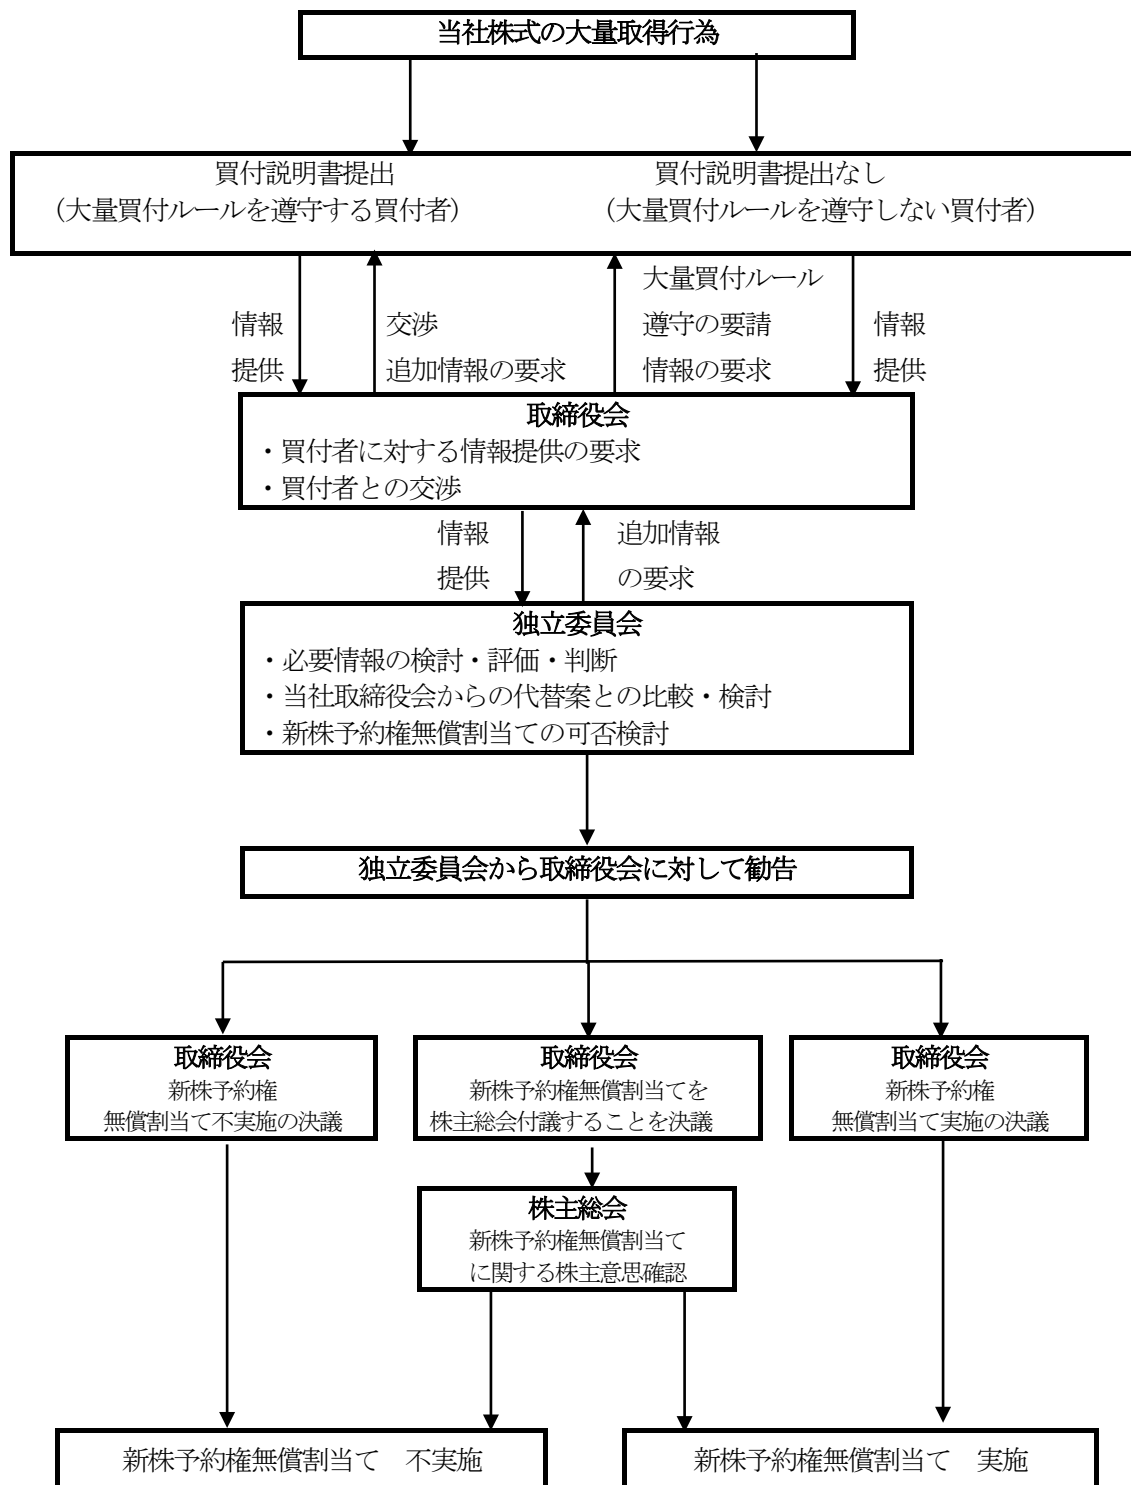 当社株式の大量取得行為
買付説明書提出
(大量買付ルールを遵守する買付者)
買付説明書提出なし
(大量買付ルールを遵守しない買付者)
情報
提供
交渉
追加情報の要求
大量買付ルール
遵守の要請
情報の要求
情報
提供
取締役会
・買付者に対する情報提供の要求
・買付者との交渉
情報
提供
追加情報
の要求
独立委員会
・必要情報の検討・評価・判断
・当社取締役会からの代替案との比較・検討
・新株予約権無償割当ての可否検討
独立委員会から取締役会に対して勧告
取締役会
新株予約権
無償割当て不実施の決議
取締役会
新株予約権無償割当てを
株主総会付議することを決議
取締役会
新株予約権
無償割当て実施の決議
株主総会
新株予約権無償割当て
に関する株主意思確認
新株予約権無償割当て　不実施
新株予約権無償割当て　実施